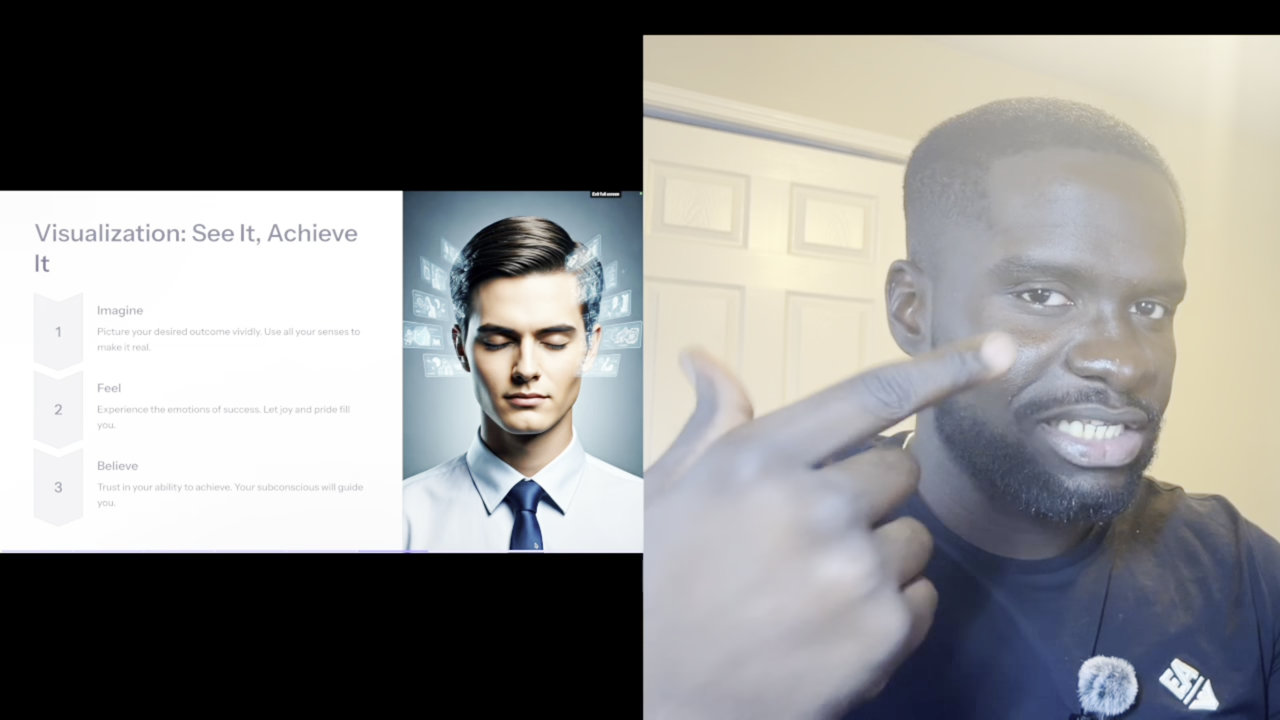 Exit full screen
Visualization: See It, Achieve
It
1
Imagine
Picture your desired outcome vividly. Use all your senses to
make it real.
2
Feel
Experience the emotions of success. Let joy and pride fill
you.
3
Believe
Trust in your ability to achieve. Your subconscious will guide
you.